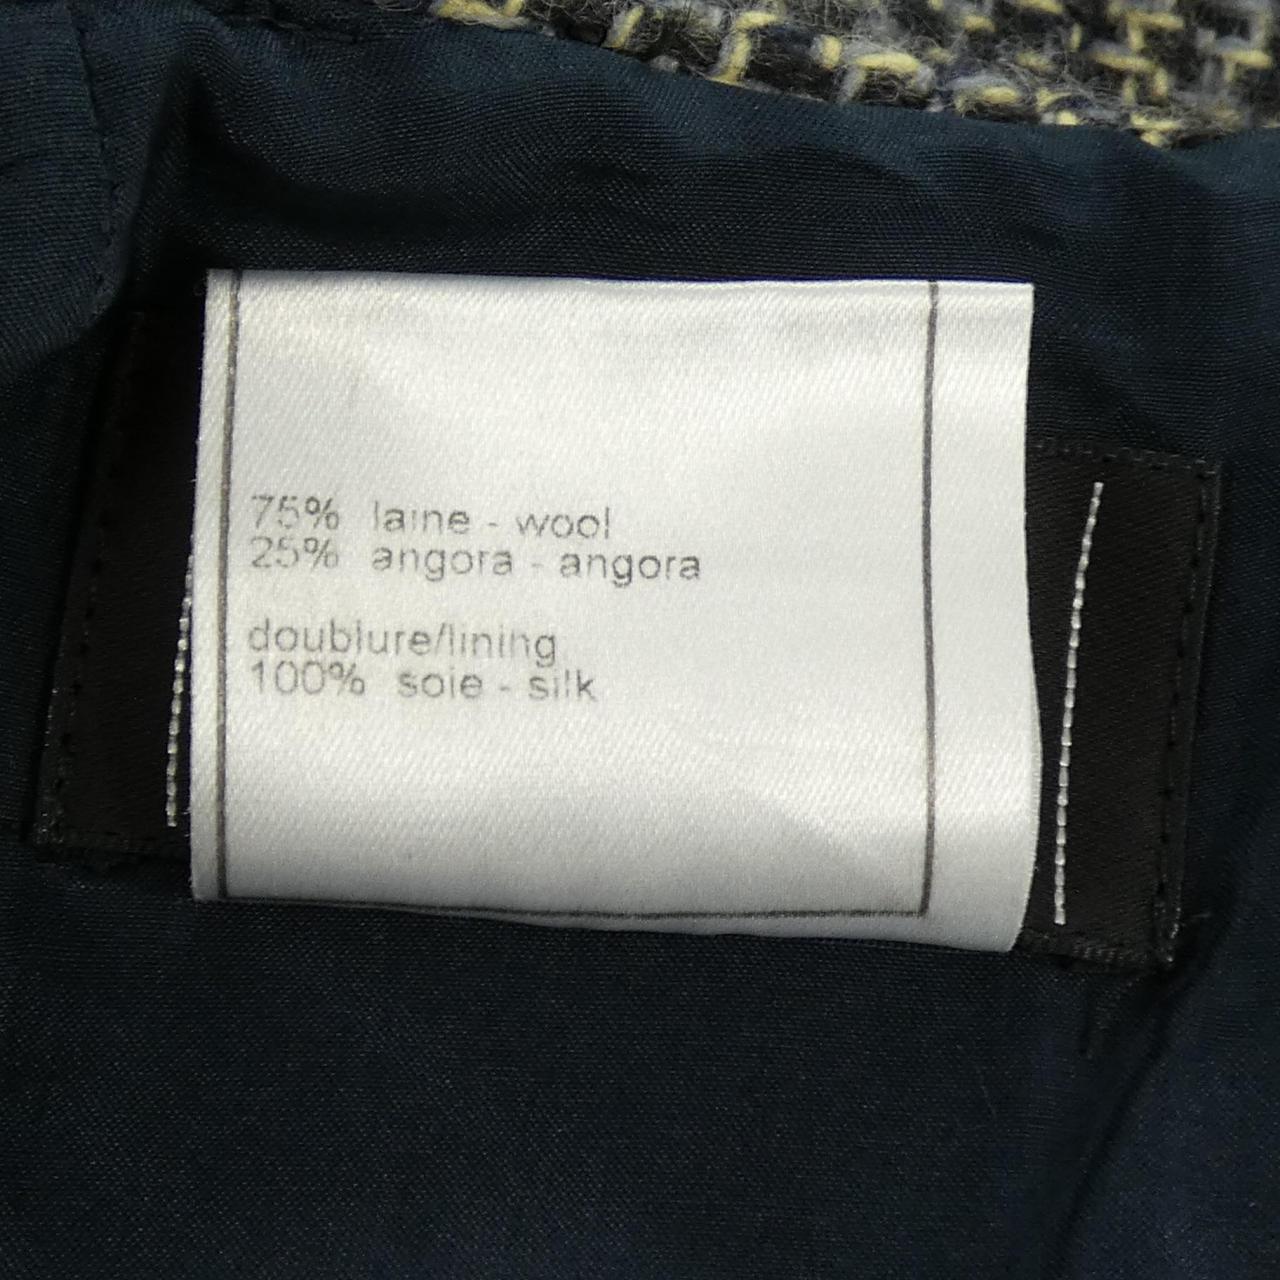 75% laine - wool
25% angora - angora
doublure/lining
100% soie - silk